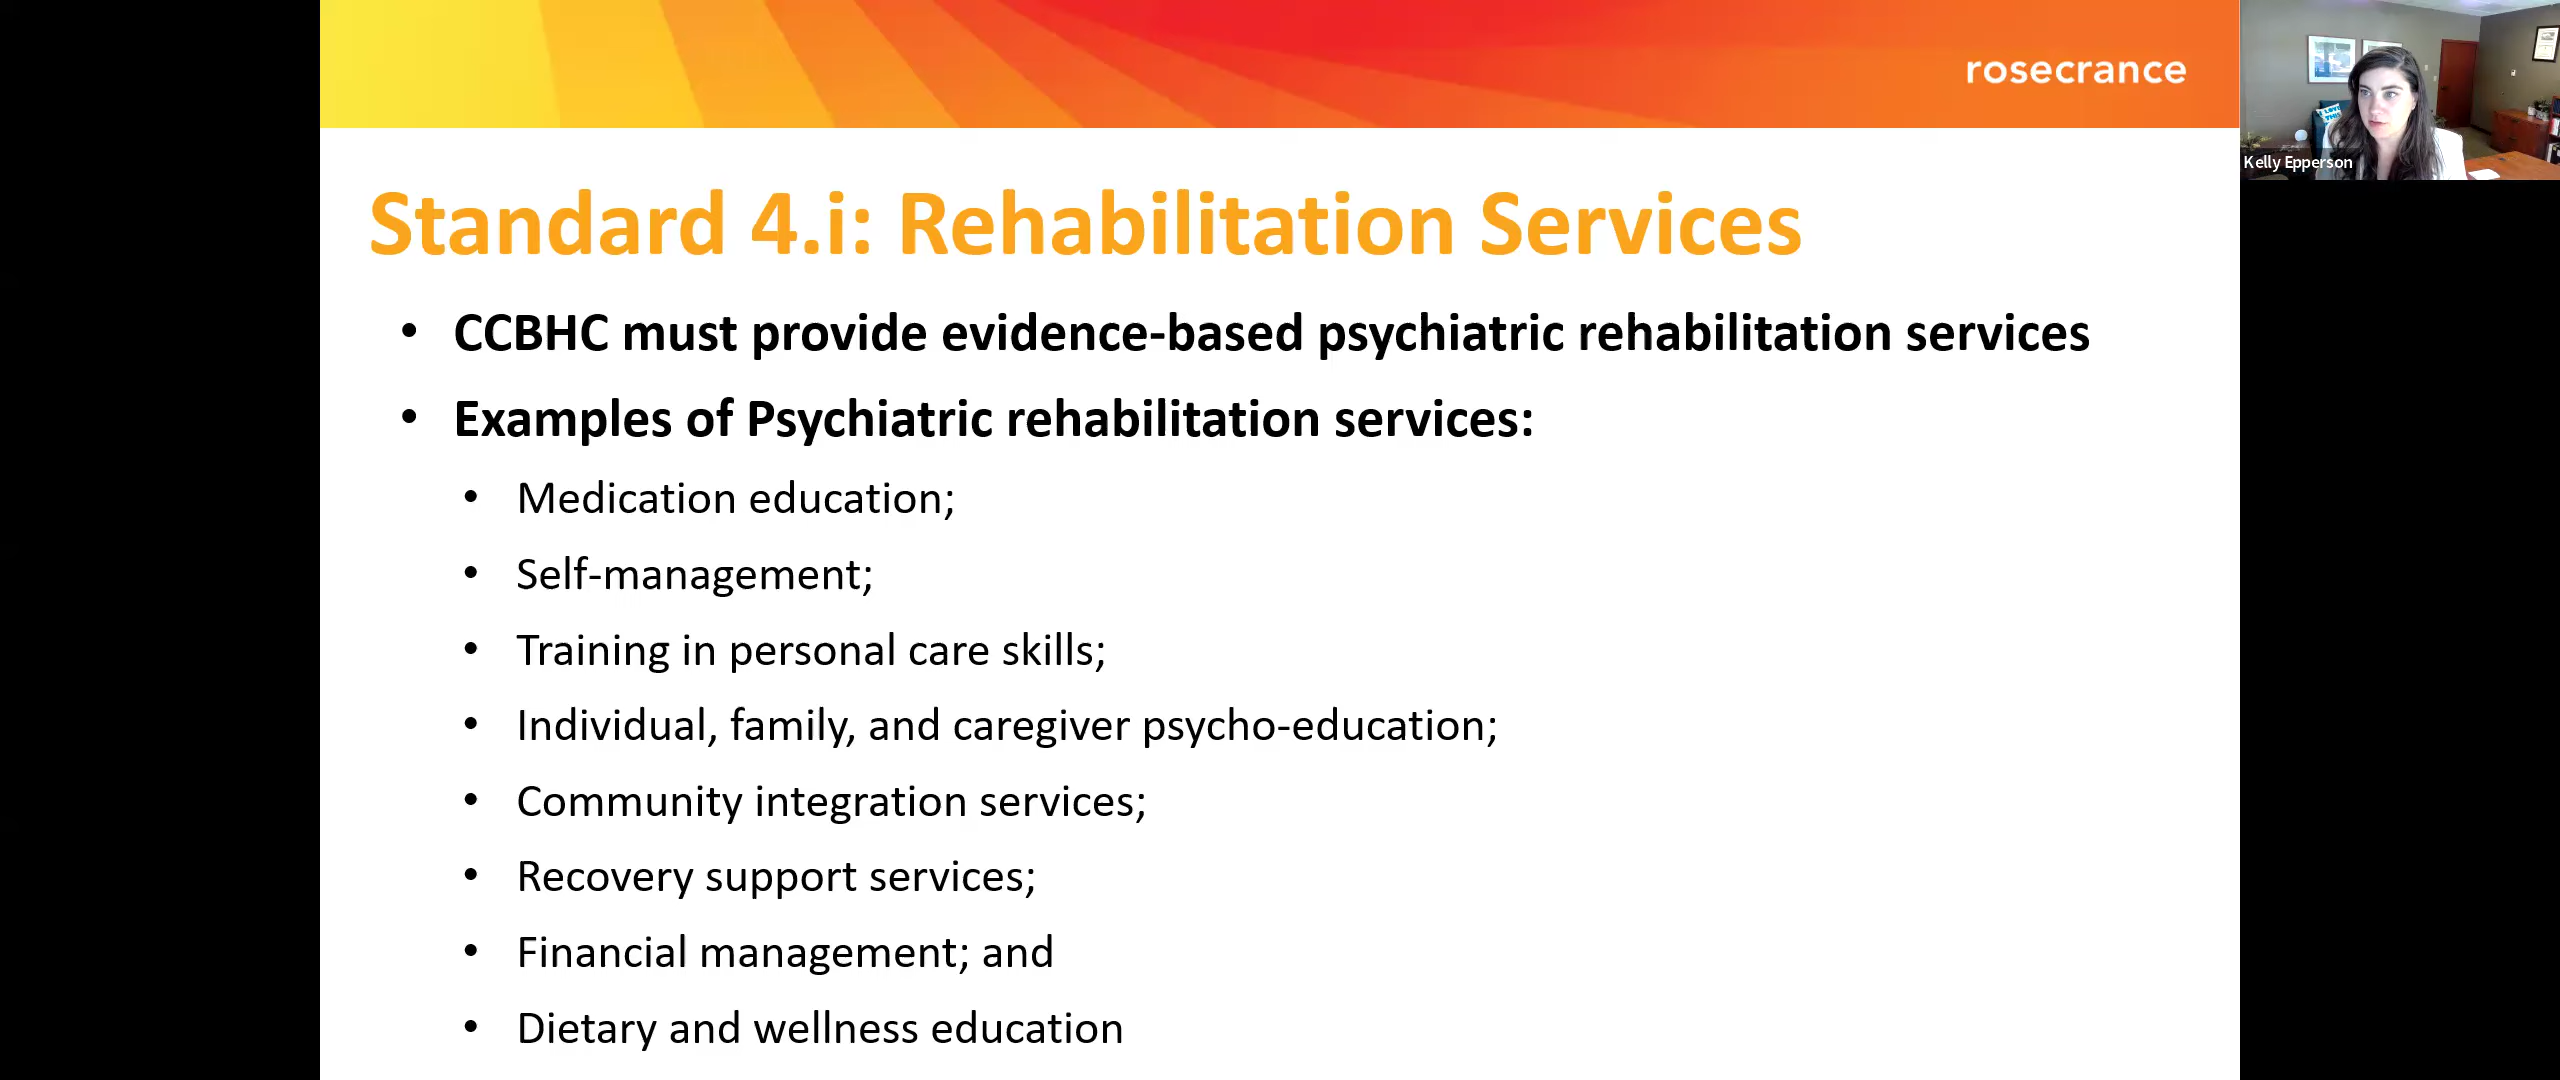 rosecrance
Kelly Epperson
Standard 4.i: Rehabilitation Services
• CCBHC must provide evidence-based psychiatric rehabilitation services
• Examples of Psychiatric rehabilitation services:
• Medication education;
• Self-management;
• Training in personal care skills;
• Individual, family, and caregiver psycho-education;
• Community integration services;
• Recovery support services;
• Financial management; and
• Dietary and wellness education